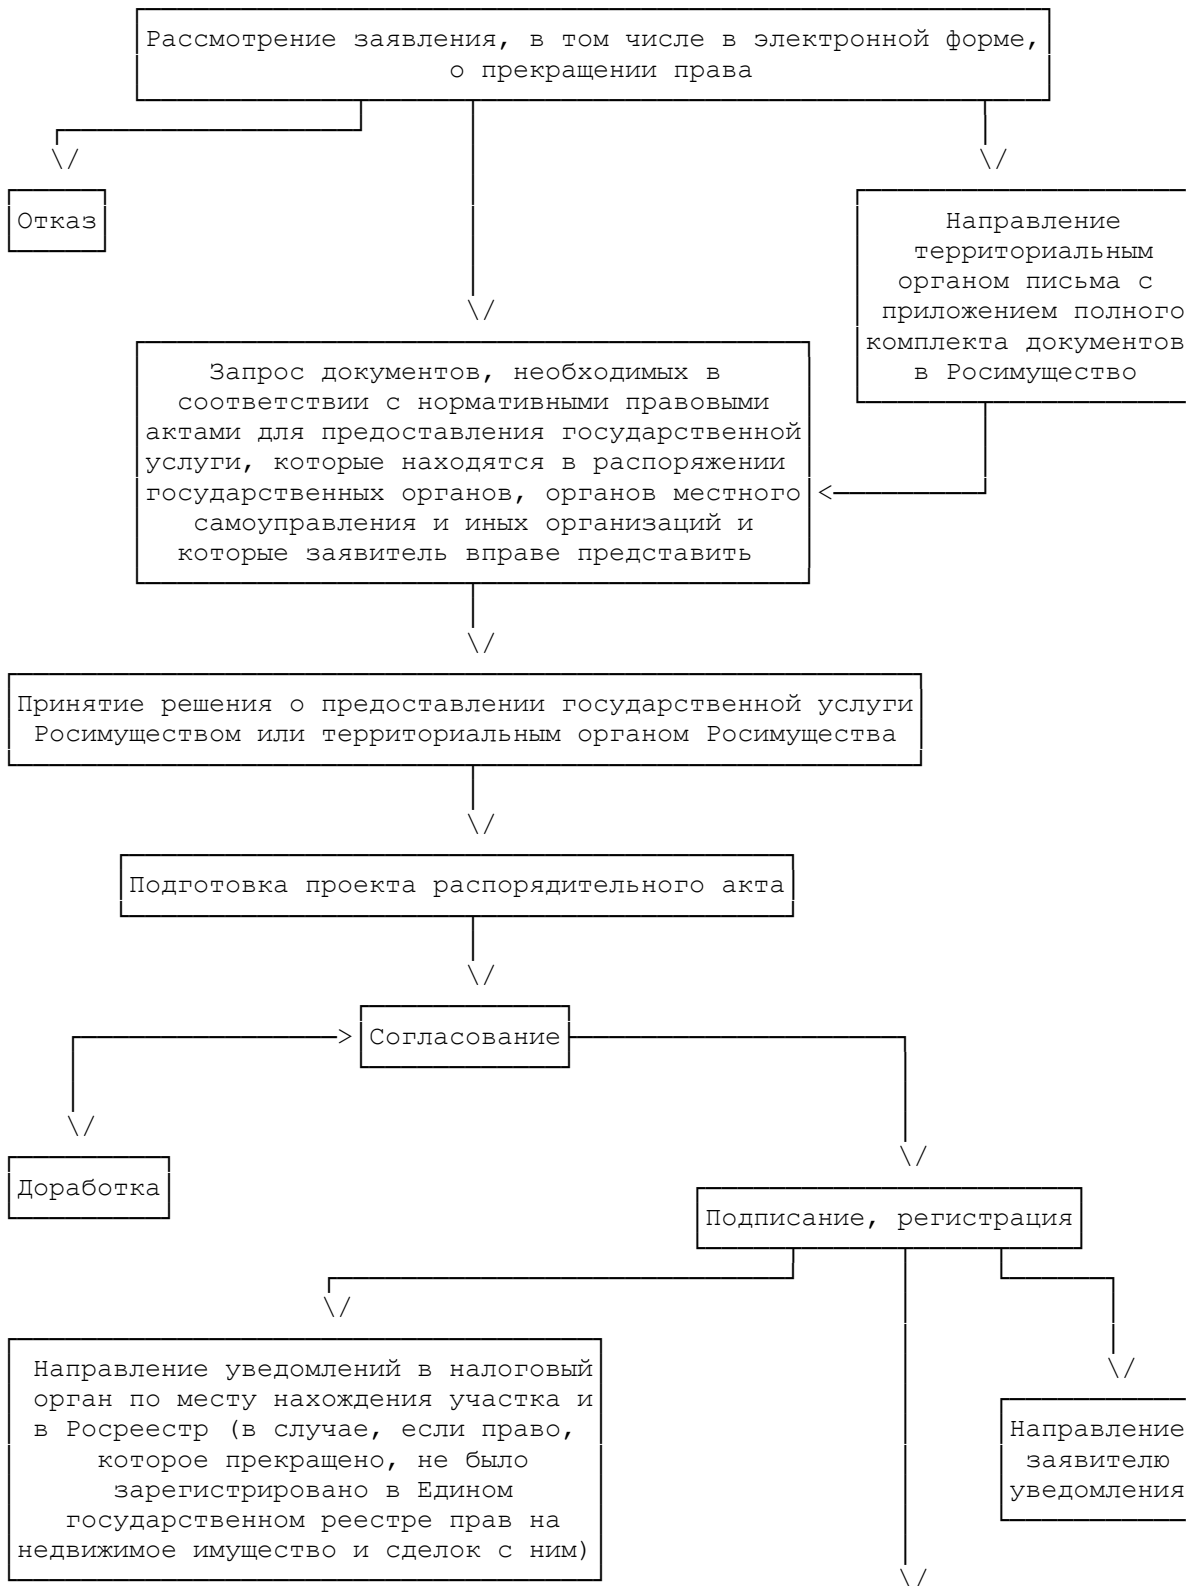 Рассмотрение заявления, в том числе в электронной форме,
о прекращении права
Отказ
Направление
территориальным
органом письма с
приложением полного
комплекта документов
в Росимущество
Запрос документов, необходимых в
соответствии с нормативными правовыми
актами для предоставления государственной
услуги, которые находятся в распоряжении
государственных органов, органов местного
самоуправления и иных организаций и
которые заявитель вправе представить
Принятие решения о предоставлении государственной услуги
Росимуществом или территориальным органом Росимущества
Подготовка проекта распорядительного акта
Согласование
Доработка
Подписание, регистрация
Направление уведомлений в налоговый
орган по месту нахождения участка и
в Росреестр (в случае, если право,
которое прекращено, не было
зарегистрировано в Едином
государственном реестре прав на
недвижимое имущество и сделок с ним)
Направление
заявителю
уведомления